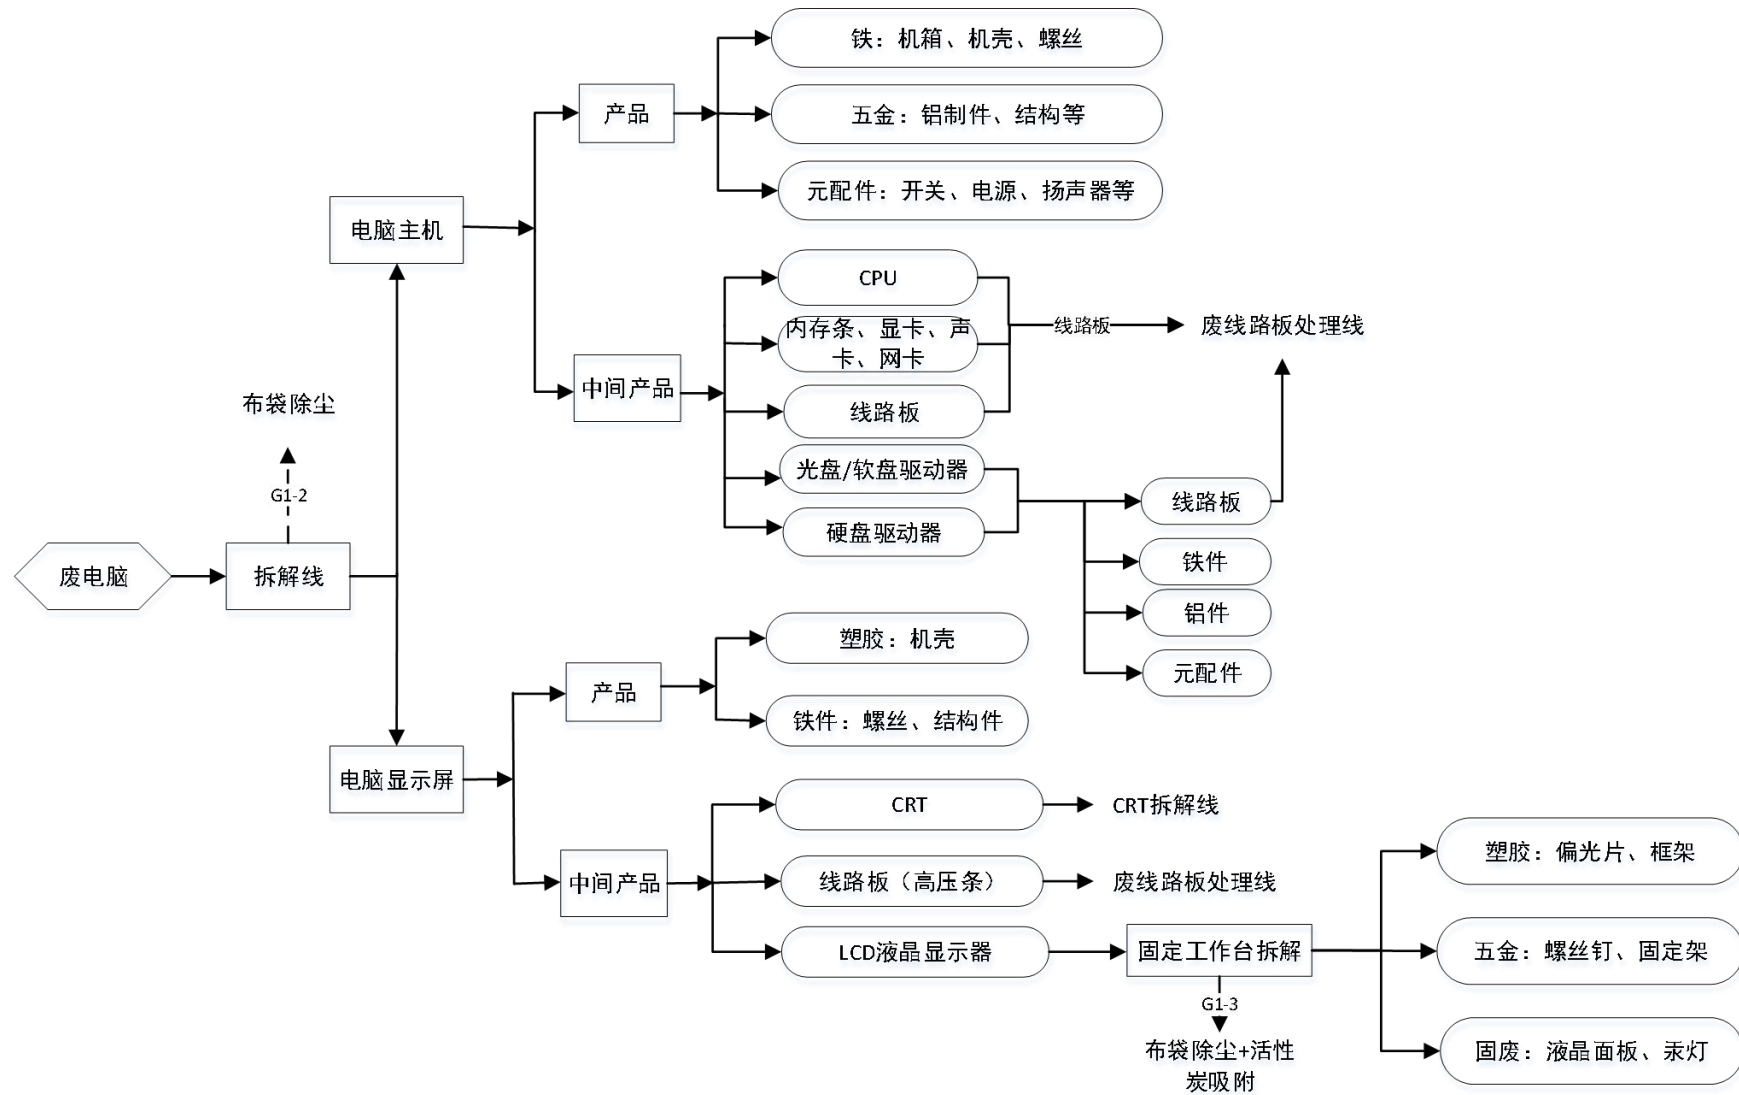 铁：机箱、机壳、螺丝
产品
五金：铝制件、结构等
元配件：开关、电源、扬声器等
电脑主机
CPU
内存条、显卡、声
卡、网卡
线路板
废线路板处理线
中间产品
线路板
布袋除尘
光盘/软盘驱动器
G1-2
线路板
硬盘驱动器
铁件
废电脑
拆解线
铝件
塑胶：机壳
元配件
产品
铁件：螺丝、结构件
电脑显示屏
CRT
CRT拆解线
塑胶：偏光片、框架
中间产品
线路板（高压条）
废线路板处理线
LCD液晶显示器
固定工作台拆解
五金：螺丝钉、固定架
G1-3
布袋除尘+活性
炭吸附
固废：液晶面板、汞灯